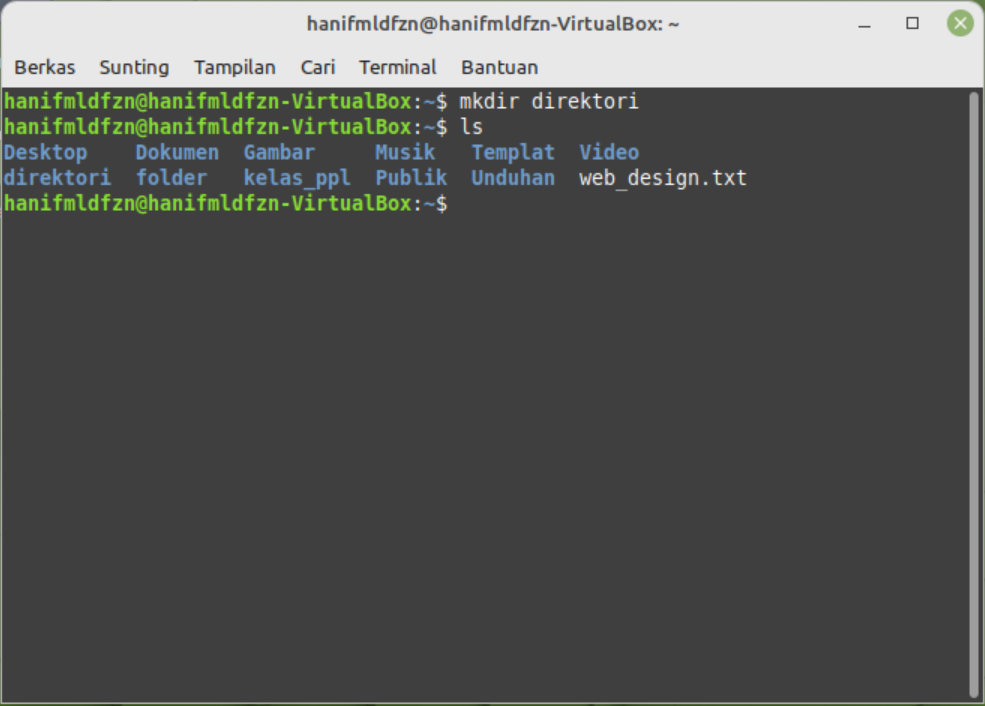 hanifmldfzn@hanifmldfzn-VirtualBox: ~
Berkas Sunting Tampilan Cari Terminal Bantuan
hanifmldfzn@hanifmldfzn-VirtualBox:~$ mkdir direktori
hanifmldfzn@hanifmldfzn-VirtualBox:~$ ls
Desktop Dokumen Gambar Musik Templat Video
direktori folder kelas_ppl Publik Unduhan web_design.txt
hanifmldfzn@hanifmldfzn-VirtualBox:~$